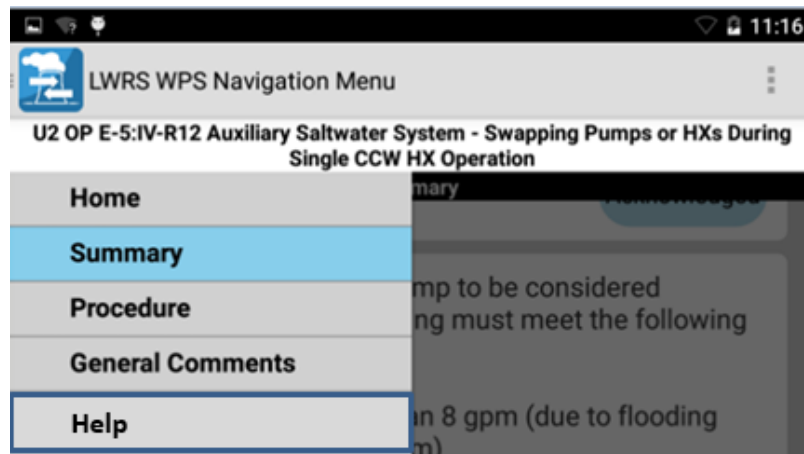 11:16
LWRS WPS Navigation Menu
U2 OP E-5:IV-R12 Auxiliary Saltwater System - Swapping Pumps or HXs During
Single CCW HX Operation
Home
Summary
Procedure
General Comments
Help
mary
mp to be considered
ng must meet the following
an 8 gpm (due to flooding
m)